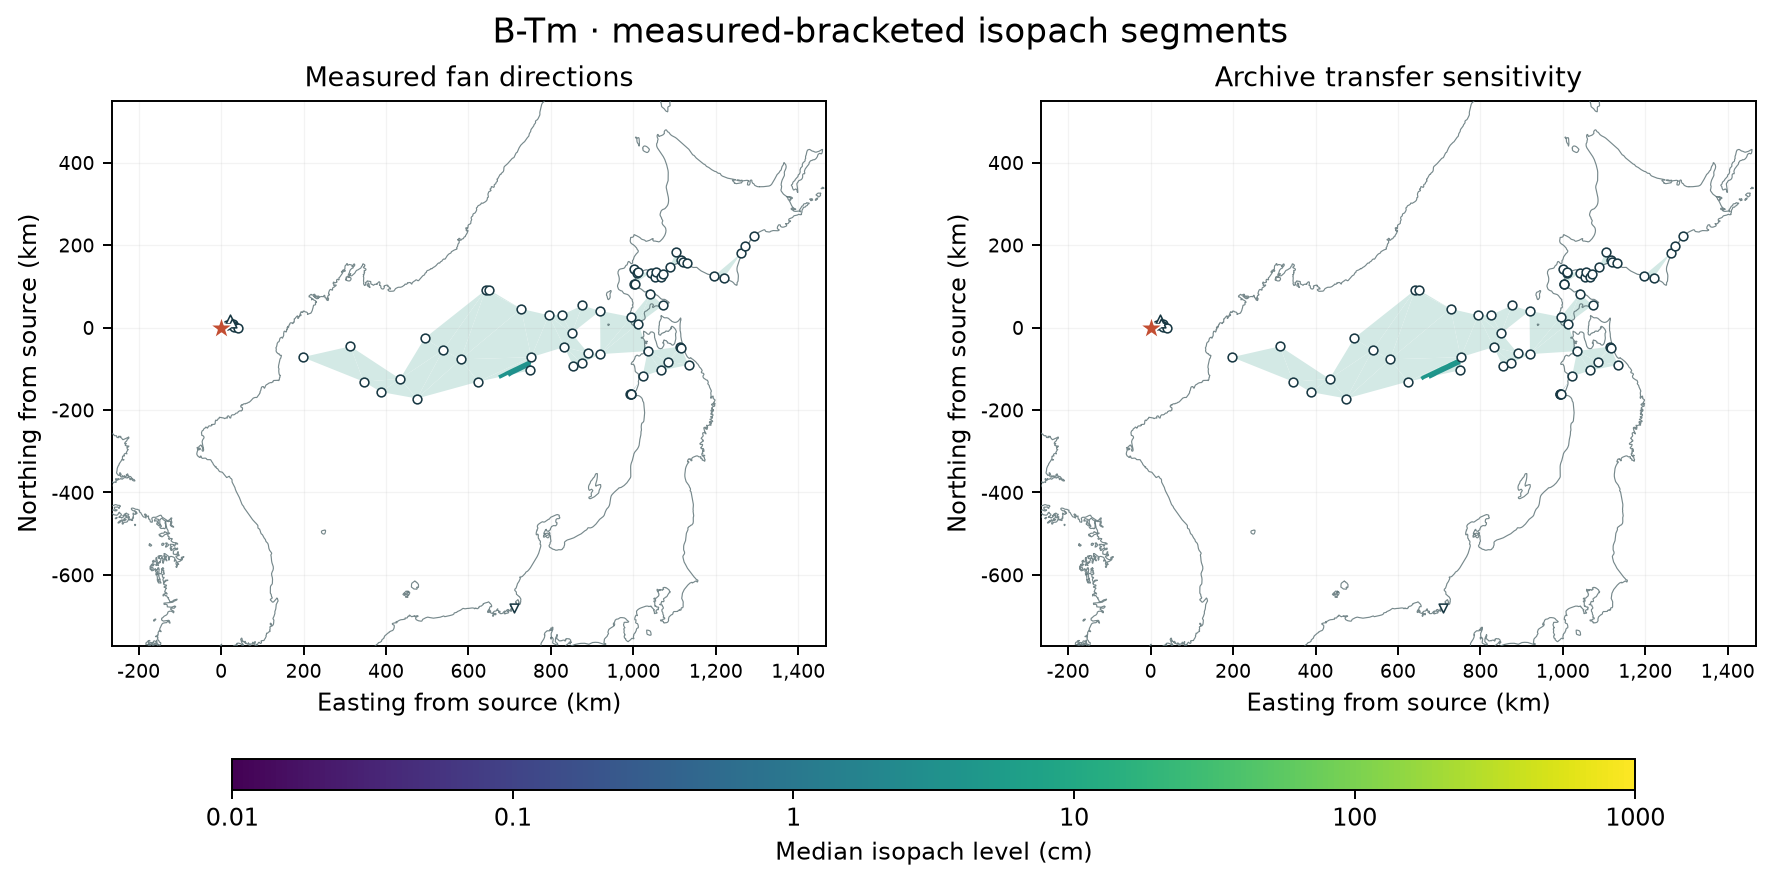 B-Tm · measured-bracketed isopach segments
Measured fan directions
Archive transfer sensitivity
Northing from source (km)
400
200
0
-200
-400
-600
-200 0 200 400 600 800 1,000 1,200 1,400
Easting from source (km)
Northing from source (km)
400
200
0
-200
-400
-600
-200 0 200 400 600 800 1,000 1,200 1,400
Easting from source (km)
0.01 0.1 1 10 100 1000
Median isopach level (cm)